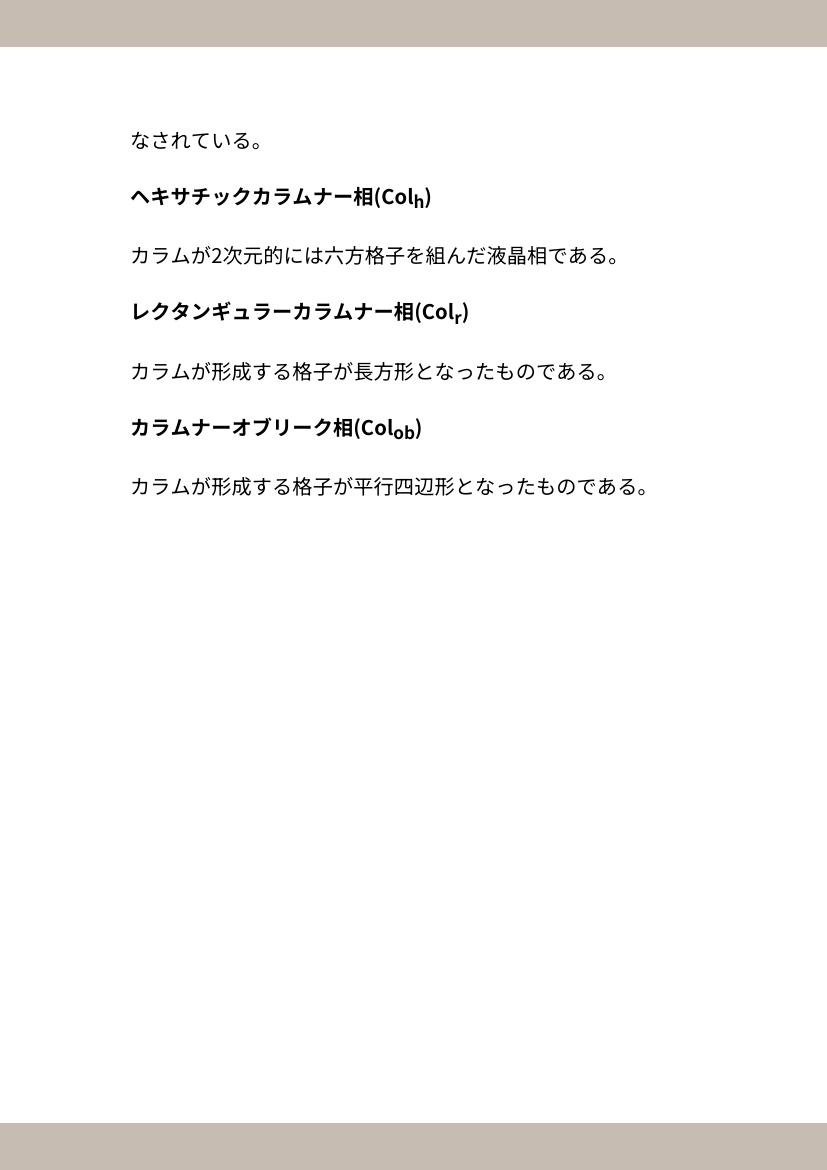 なされている。
ヘキサチックカラムナー相(Colh)
カラムが2次元的には六方格子を組んだ液晶相である。
レクタンギュラーカラムナー相(Colr)
カラムが形成する格子が長方形となったものである。
カラムナーオブリーク相(Colob)
カラムが形成する格子が平行四辺形となったものである。